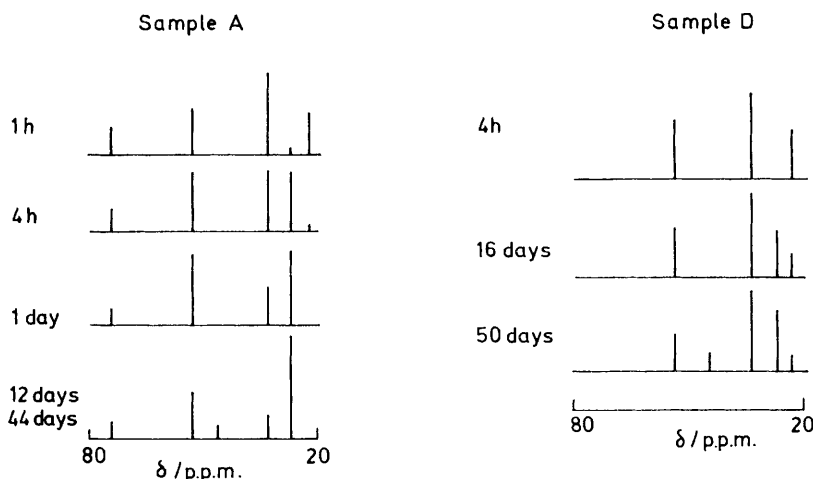 Sample A
1 h
4 h
1 day
12 days
44 days
80 20
δ / p.p.m.
Sample D
4h
16 days
50 days
80 20
δ / p.p.m.